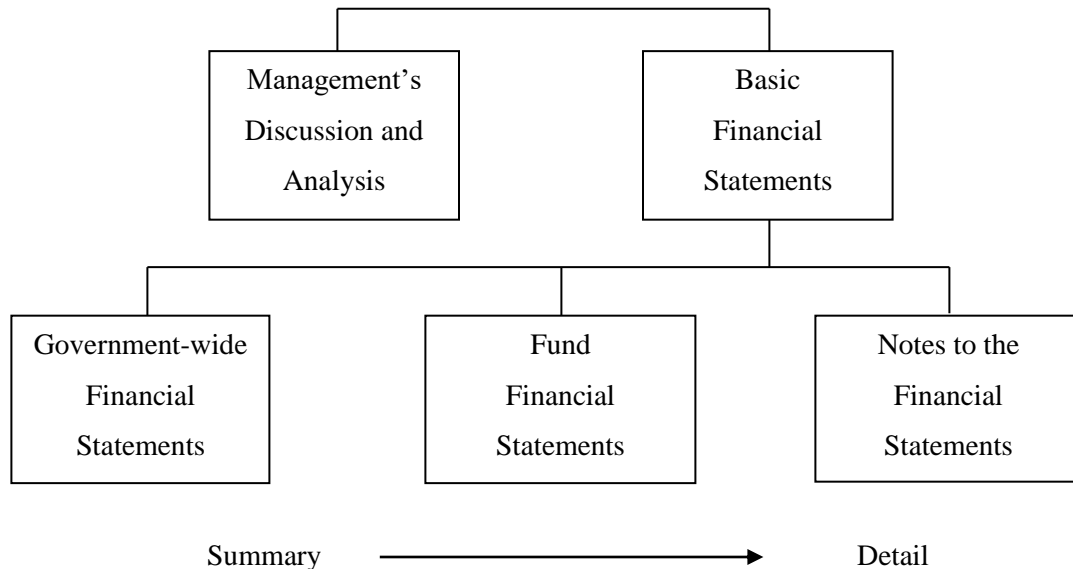 Management’s
Discussion and
Analysis
Basic
Financial
Statements
Government-wide
Financial
Statements
Fund
Financial
Statements
Notes to the
Financial
Statements
Summary
Detail